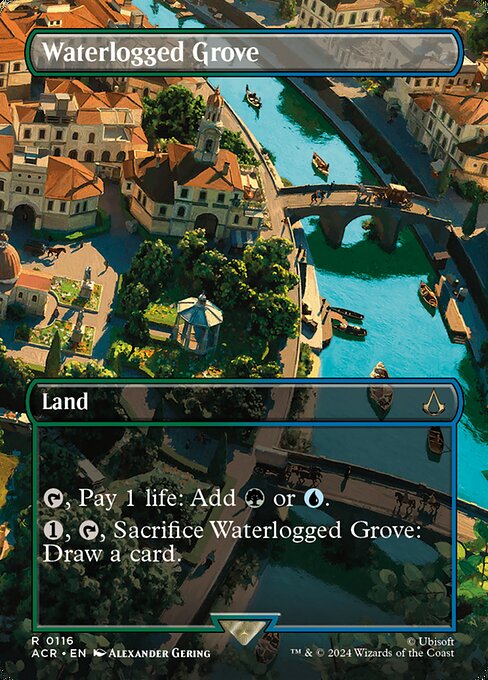 Waterlogged Grove
Land
, Pay 1 life: Add or .
1, , Sacrifice Waterlogged Grove:
Draw a card.
R 0116
ACR • EN Alexander Gering
© Ubisoft
™ & © 2024 Wizards of the Coast